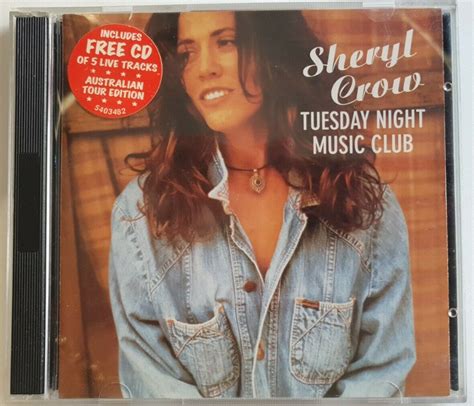 INCLUDES
FREE CD
OF 5 LIVE TRACKS
AUSTRALIAN
TOUR EDITION
5403482
Sheryl
Crow
TUESDAY NIGHT
MUSIC CLUB